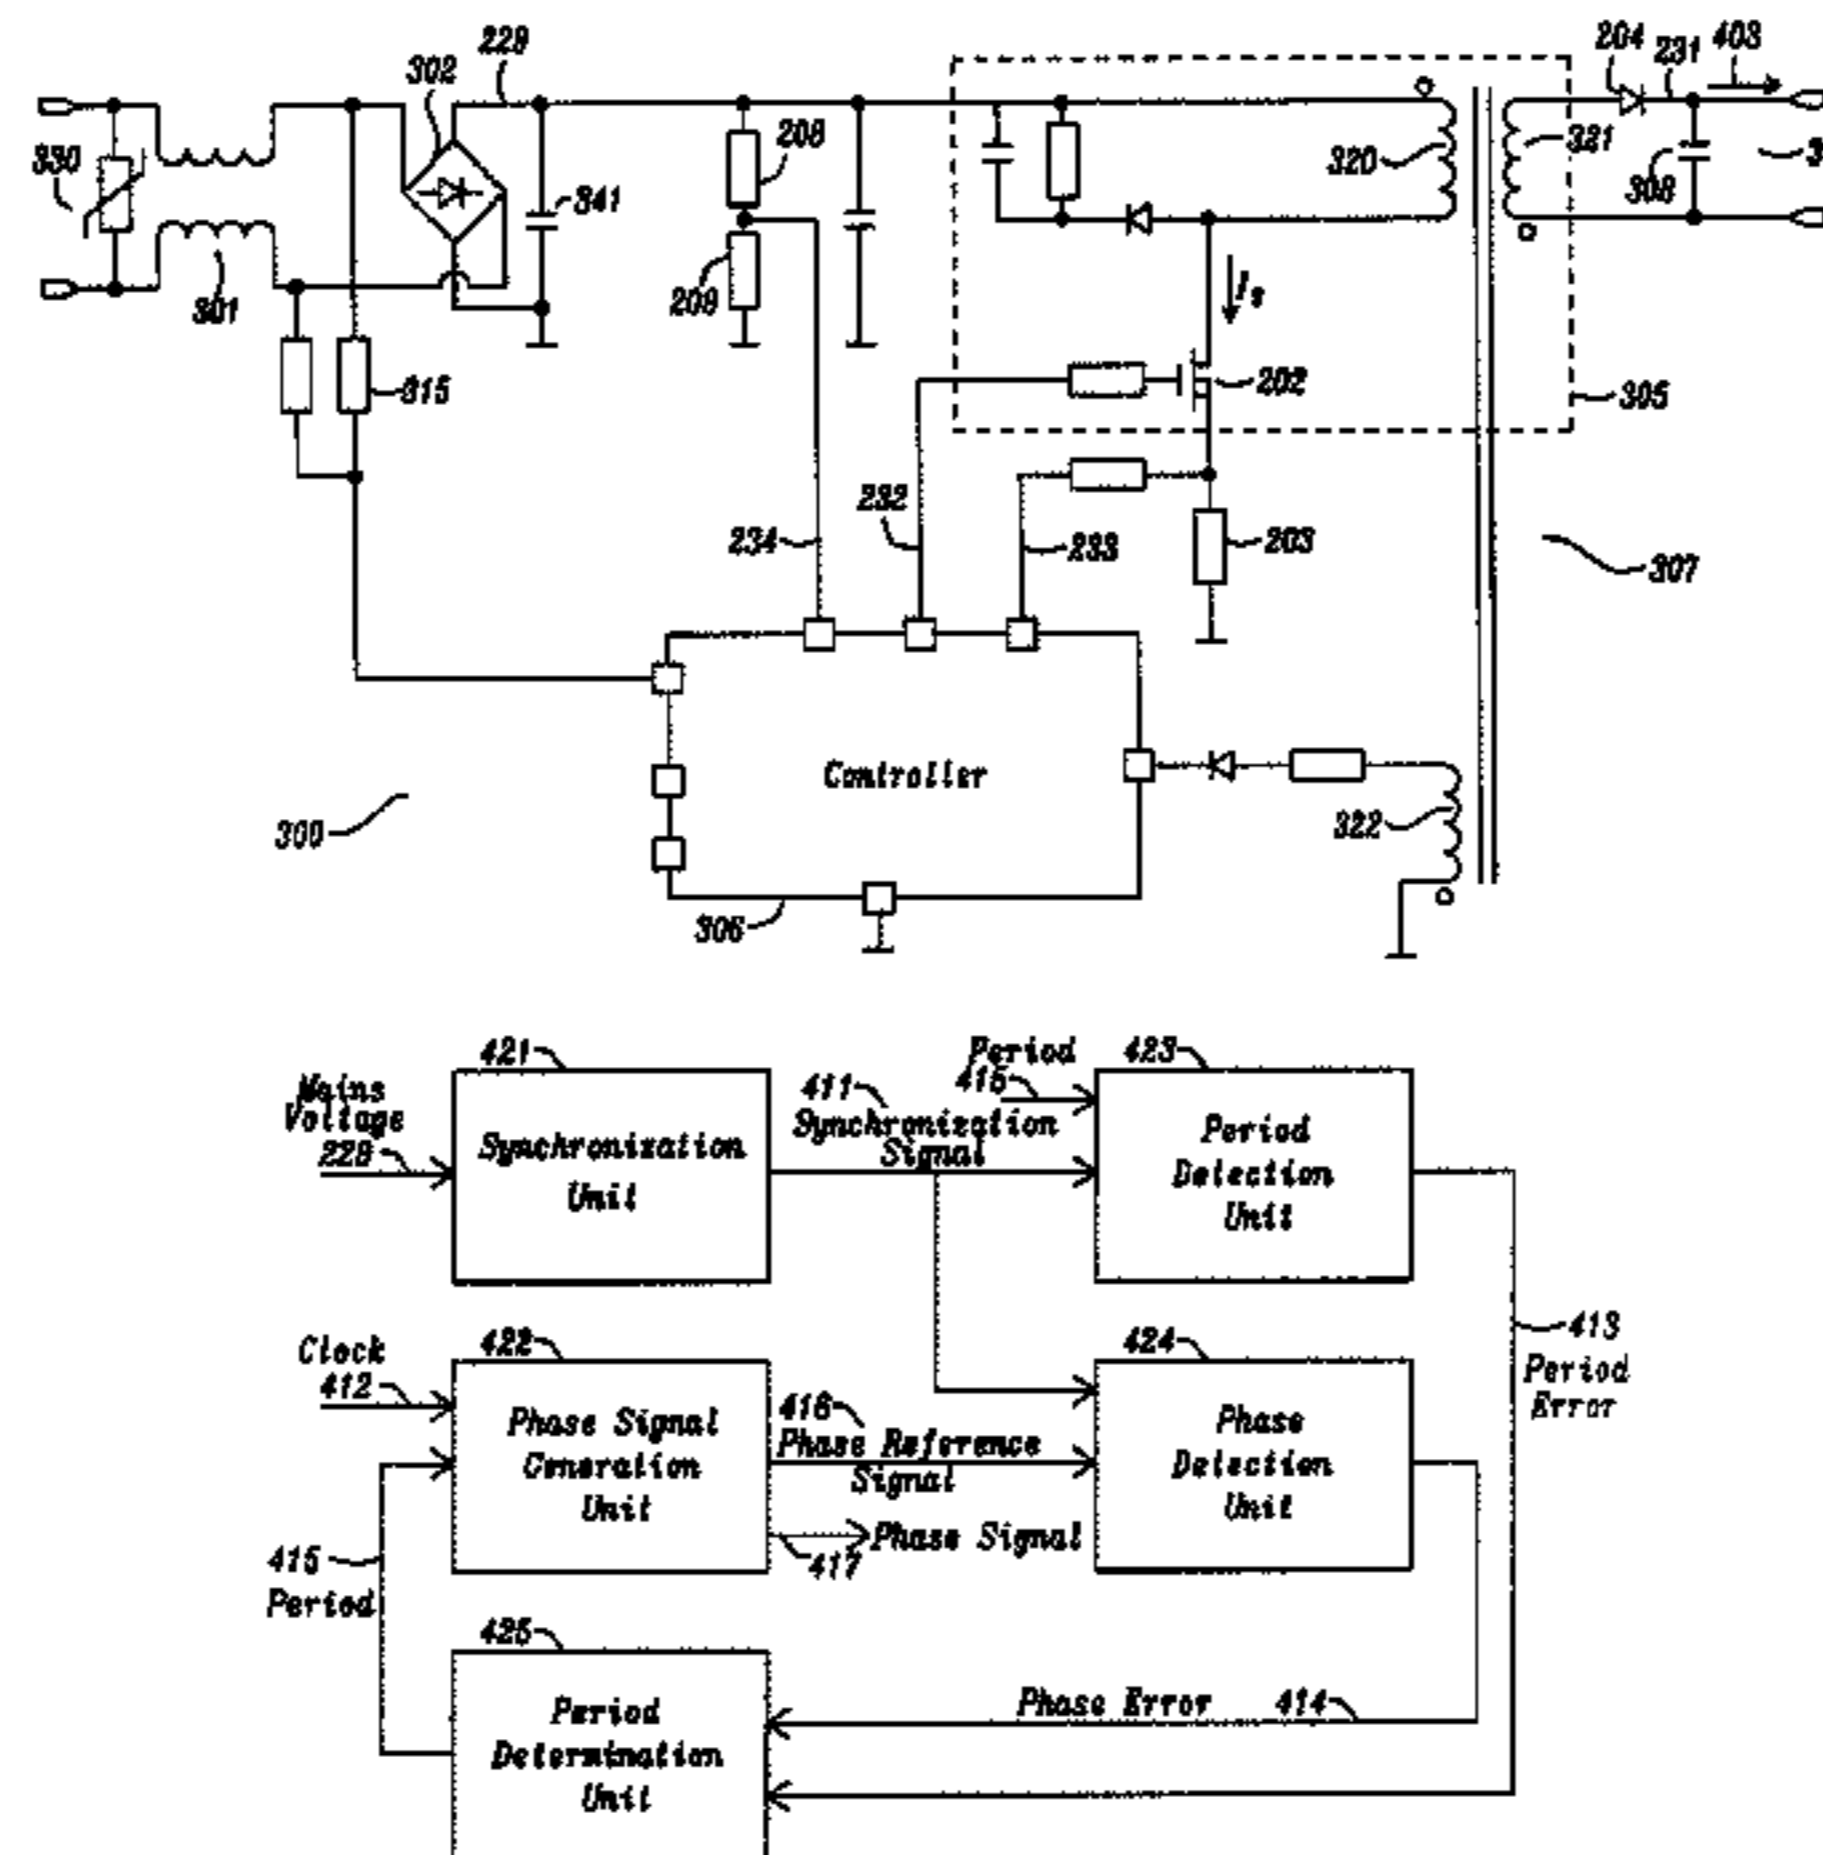 229
302
204
231
403
330
208
320
321
308
341
301
209
I
315
202
305
232
234
233
203
307
Controller
300
322
306
421
Period
423
Mains
Voltage
411
Synchronization
Signal
Synchronization
Unit
Period
Detection
Unit
422
424
413
Period
Error
Clock
412
416
Phase Reference
Signal
Phase Signal
Generation
Unit
Phase
Detection
Unit
417
Phase Signal
415
Period
425
Phase Error
414
Period
Determination
Unit